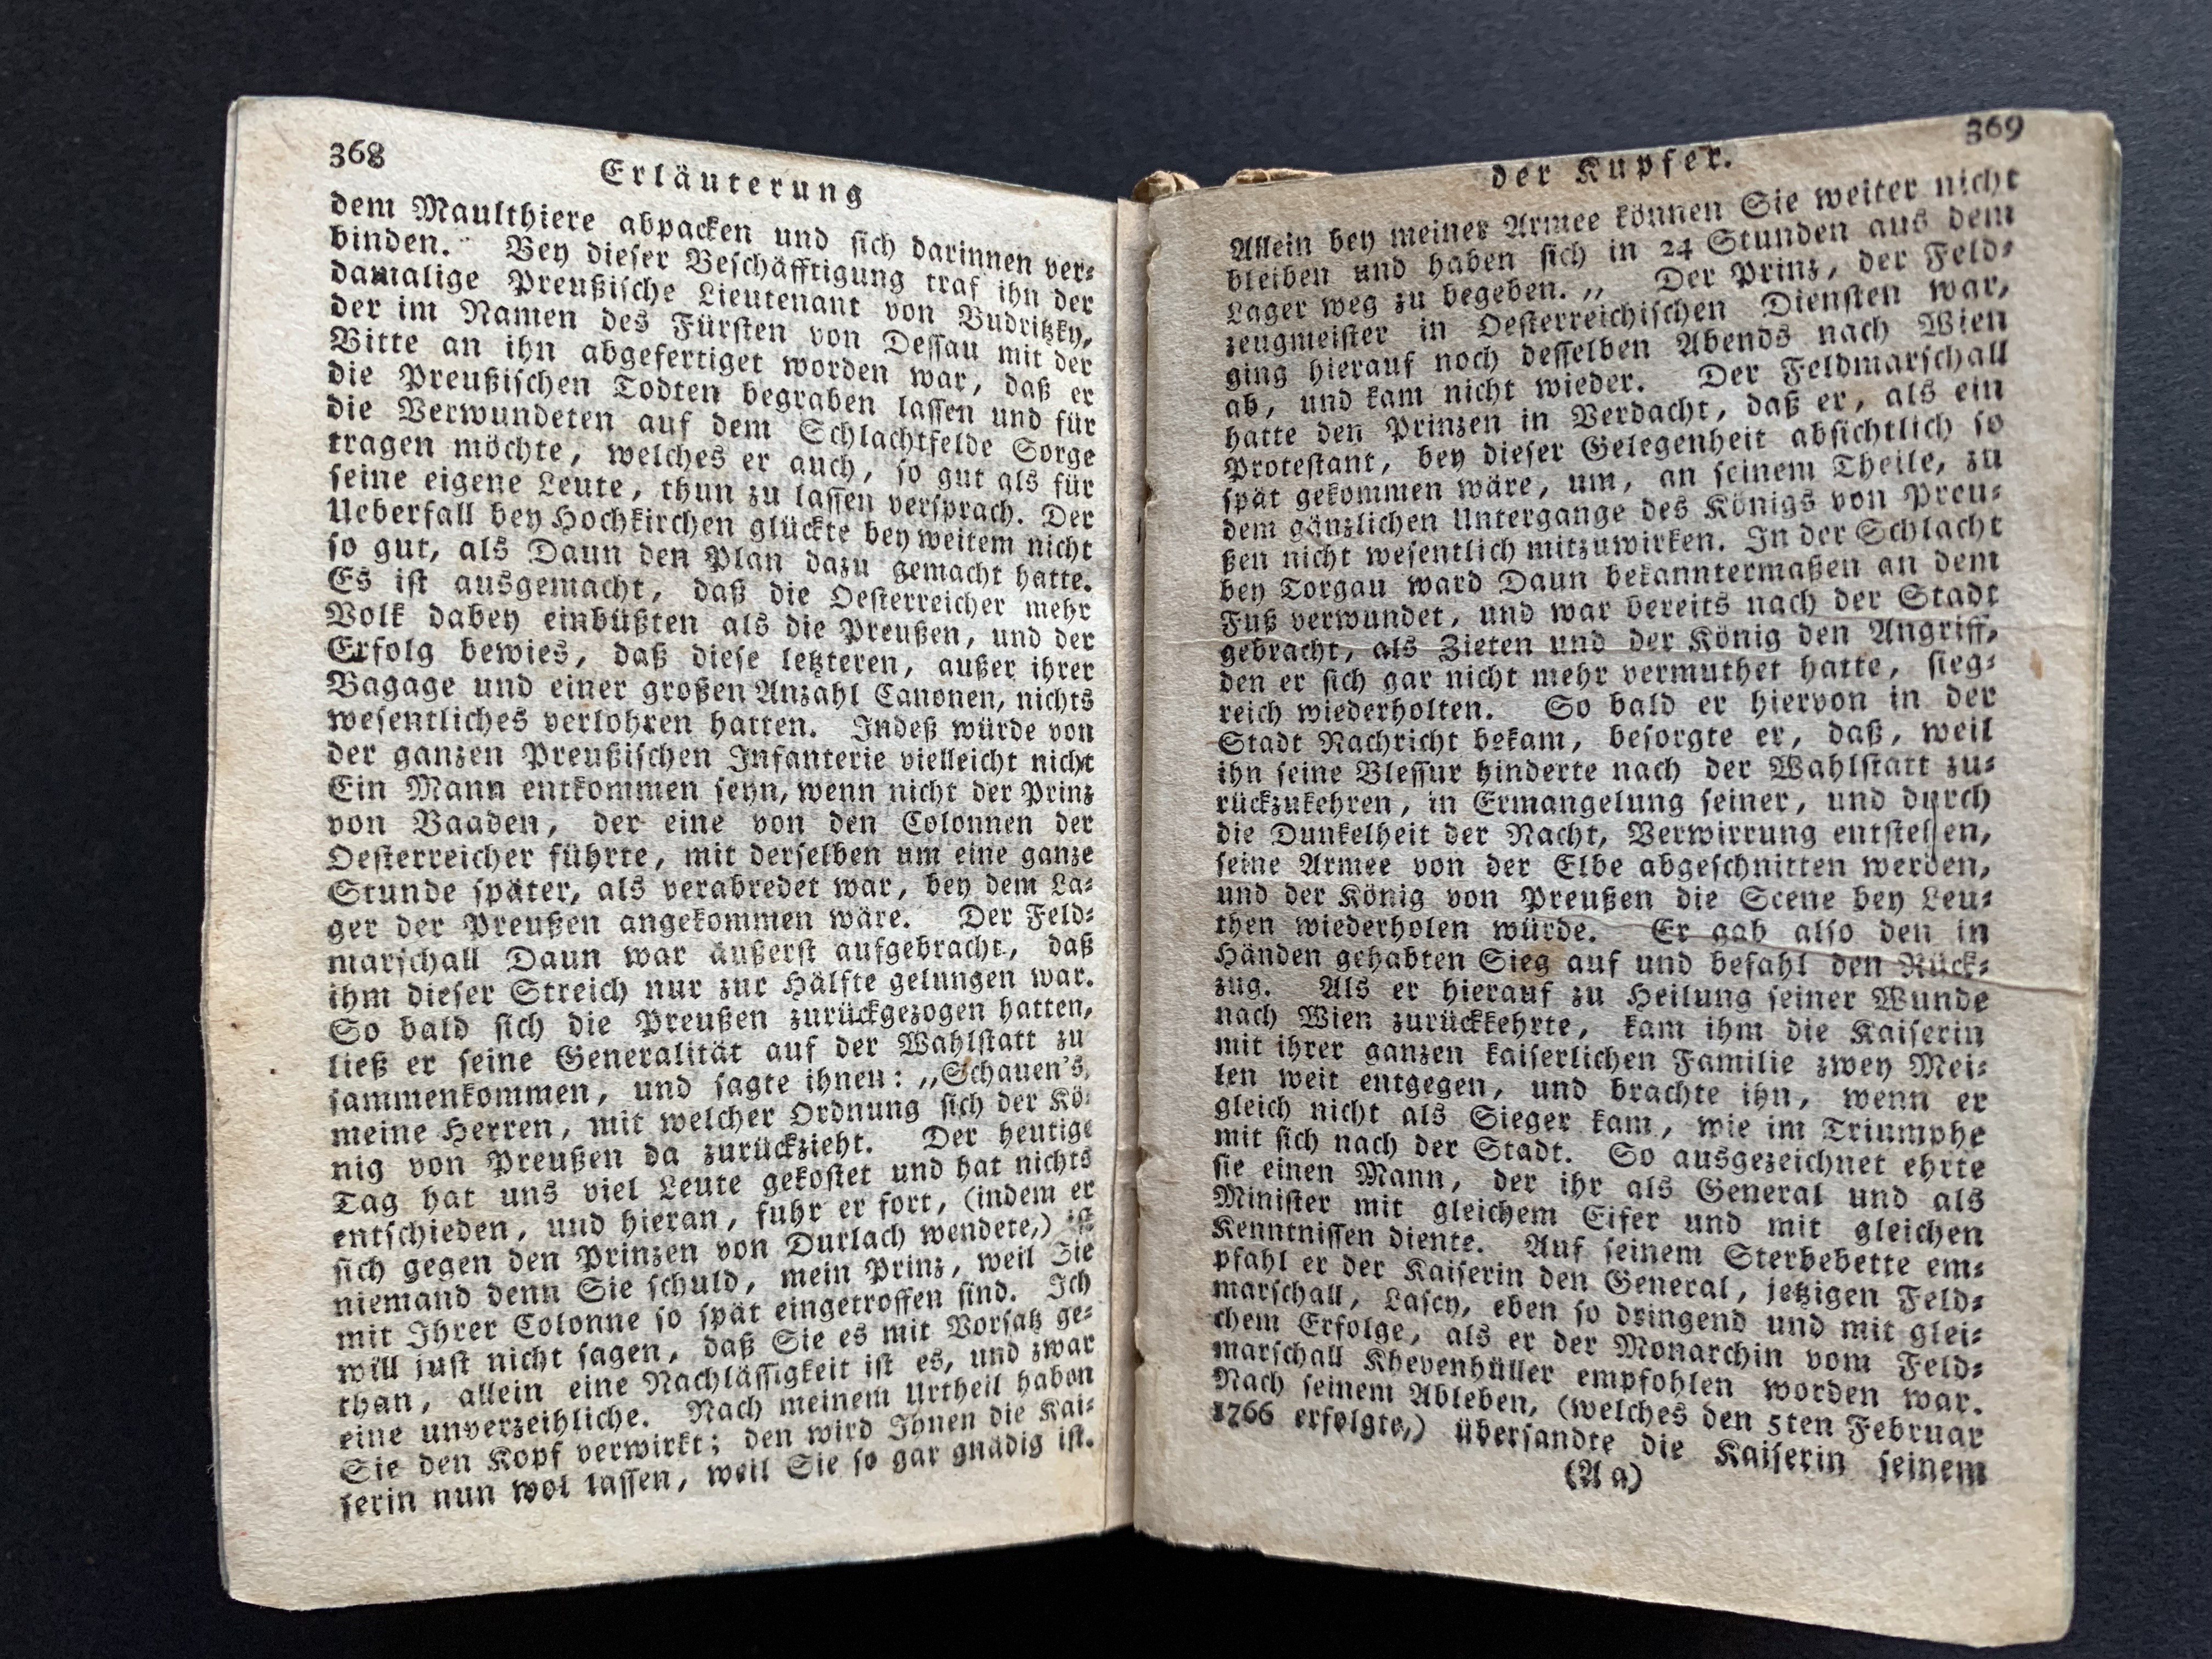 368
Erläuterung
dem Maulthiere abpacken und sich darinnen ver-
binden. Bey dieser Beschäfftigung traf ihn der
damalige Preußische Lieutenant von Budritzky,
der im Namen des Fürsten von Dessau mit der
Bitte an ihn abgefertiget worden war, daß er
die Preußischen Todten begraben lassen und für
die Verwundeten auf dem Schlachtfelde Sorge
tragen möchte, welches er auch, so gut als für
seine eigene Leute, thun zu lassen versprach. Der
Ueberfall bey Hochkirchen glückte bey weitem nicht
so gut, als Daun den Plan dazu gemacht hatte.
Es ist ausgemacht, daß die Oesterreicher mehr
Volk dabey einbüßten als die Preußen, und der
Erfolg bewies, daß diese letzteren, außer ihrer
Bagage und einer großen Anzahl Canonen, nichts
wesentliches verlohren hatten. Indeß würde von
der ganzen Preußischen Infanterie vielleicht nicht
Ein Mann entkommen seyn, wenn nicht der Prinz
von Baaden, der eine von den Colonnen der
Oesterreicher führte, mit derselben um eine ganze
Stunde später, als verabredet war, bey dem La-
ger der Preußen angekommen wäre. Der Feld-
marschall Daun war äußerst aufgebracht, daß
ihm dieser Streich nur zur Hälfte gelungen war.
So bald sich die Preußen zurückgezogen hatten,
ließ er seine Generalität auf der Wahlstatt zu
sammenkommen, und sagte ihnen: „Schauen's,
meine Herren, mit welcher Ordnung sich der Kö-
nig von Preußen da zurückzieht. Der heutige
Tag hat uns viel Leute gekostet und hat nichts
entschieden, und hieran, fuhr er fort, (indem er
sich gegen den Prinzen von Durlach wendete,) ist
niemand denn Sie schuld, mein Prinz, weil Sie
mit Ihrer Colonne so spät eingetroffen sind. Ich
will just nicht sagen, daß Sie es mit Vorsatz ge-
than, allein eine Nachlässigkeit ist es, und zwar
eine unverzeihliche. Nach meinem Urtheil haben
Sie den Kopf verwirkt; den wird Ihnen die Kai-
serin nun wol lassen, weil Sie so gar gnädig ist.
369
der Kupfer.
Allein bey meiner Armee können Sie weiter nicht
bleiben und haben sich in 24 Stunden aus dem
Lager weg zu begeben.„ Der Prinz, der Feld-
zeugmeister in Oesterreichischen Diensten war,
ging hierauf noch desselben Abends nach Wien
ab, und kam nicht wieder. Der Feldmarschall
hatte den Prinzen in Verdacht, daß er, als ein
Protestant, bey dieser Gelegenheit absichtlich so
spät gekommen wäre, um, an seinem Theile, zu
dem gänzlichen Untergange des Königs von Preu-
ßen nicht wesentlich mitzuwirken. In der Schlacht
bey Torgau ward Daun bekanntermaßen an dem
Fuß verwundet, und war bereits nach der Stadt
gebracht, als Zieten und der König den Angriff,
den er sich gar nicht mehr vermuthet hatte, sieg-
reich wiederholten. So bald er hiervon in der
Stadt Nachricht bekam, besorgte er, daß, weil
ihn seine Blessur hinderte nach der Wahlstatt zu-
rückzukehren, in Ermangelung seiner, und durch
die Dunkelheit der Nacht, Verwirrung entstehen,
seine Armee von der Elbe abgeschnitten werden,
und der König von Preußen die Scene bey Leu-
then wiederholen würde. Er gab also den in
Händen gehabten Sieg auf und befahl den Rück-
zug. Als er hierauf zu Heilung seiner Wunde
nach Wien zurückkehrte, kam ihm die Kaiserin
mit ihrer ganzen kaiserlichen Familie zwey Mei-
len weit entgegen, und brachte ihn, wenn er
gleich nicht als Sieger kam, wie im Triumphe
mit sich nach der Stadt. So ausgezeichnet ehrte
sie einen Mann, der ihr als General und als
Minister mit gleichem Eifer und mit gleichen
Kenntnissen diente. Auf seinem Sterbebette em-
pfahl er der Kaiserin den General, jetzigen Feld-
marschall, Lascy, eben so dringend und mit glei-
chem Erfolge, als er der Monarchin vom Feld-
marschall Khevenhüller empfohlen worden war.
Nach seinem Ableben, (welches den 5ten Februar
1766 erfolgte,) übersandte die Kaiserin seinem
(A a)